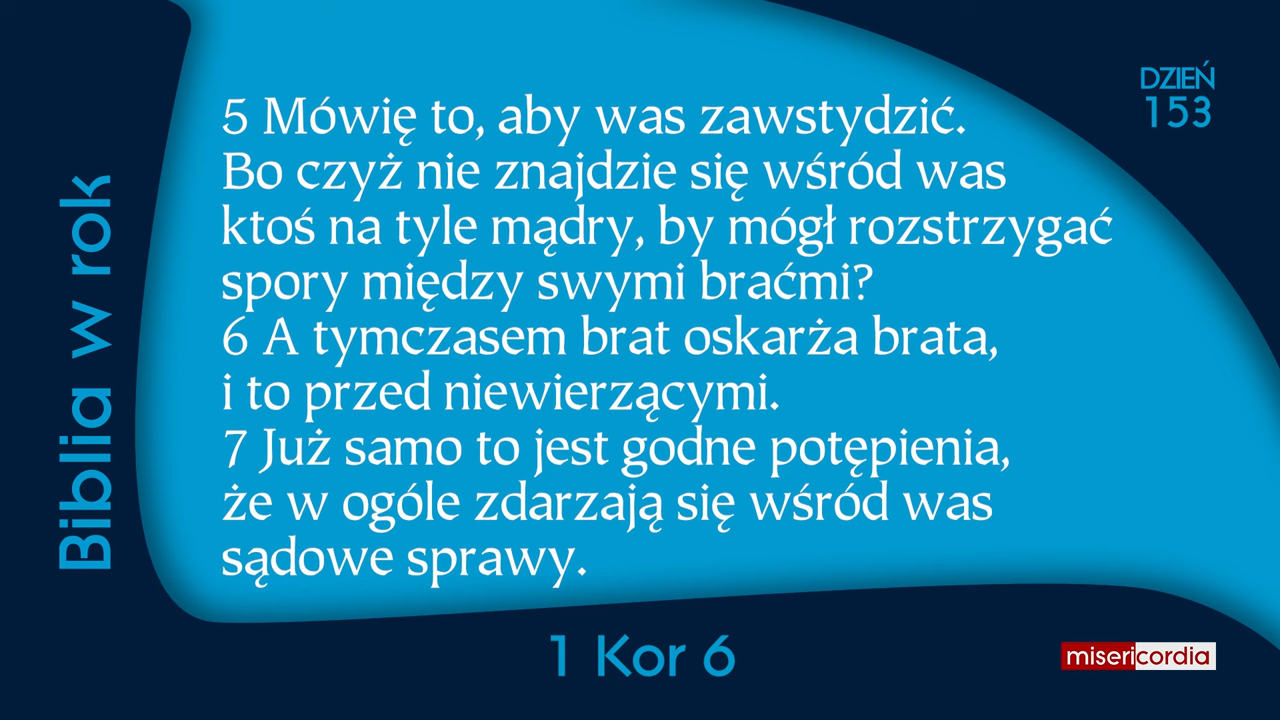 DZIEŃ
153
5 Mówię to, aby was zawstydzić.
Bo czyż nie znajdzie się wśród was
ktoś na tyle mądry, by mógł rozstrzygać
spory między swymi braćmi?
6 A tymczasem brat oskarża brata,
i to przed niewierzącymi.
7 Już samo to jest godne potępienia,
że w ogóle zdarzają się wśród was
sądowe sprawy.
Biblia w rok
1 Kor 6
misericordia